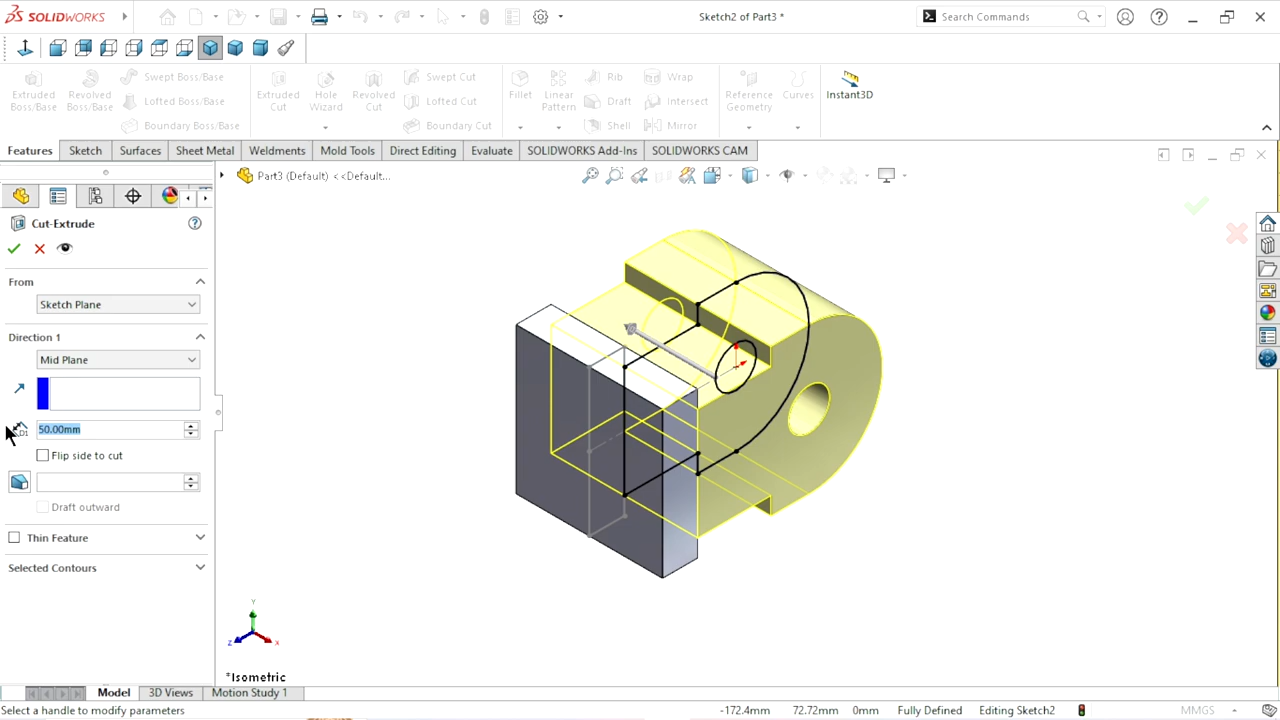 SOLIDWORKS
Sketch2 of Part3 *
Search Commands
Extruded Boss/Base
Revolved Boss/Base
Swept Boss/Base
Lofted Boss/Base
Boundary Boss/Base
Extruded Cut
Hole Wizard
Revolved Cut
Swept Cut
Lofted Cut
Boundary Cut
Fillet
Linear Pattern
Rib
Draft
Shell
Wrap
Intersect
Mirror
Reference Geometry
Curves
Instant3D
Features
Sketch
Surfaces
Sheet Metal
Weldments
Mold Tools
Direct Editing
Evaluate
SOLIDWORKS Add-Ins
SOLIDWORKS CAM
Part3 (Default) <<Default...
Cut-Extrude
From
Sketch Plane
Direction 1
Mid Plane
50.00mm
Flip side to cut
Draft outward
Thin Feature
Selected Contours
Y
Z
X
*Isometric
Model
3D Views
Motion Study 1
Select a handle to modify parameters
-172.4mm
72.72mm
0mm
Fully Defined
Editing Sketch2
MMGS